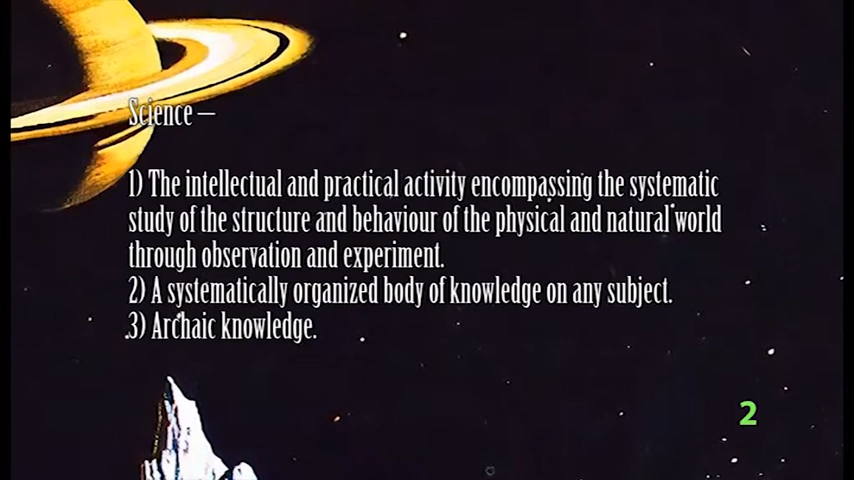 Science —
1) The intellectual and practical activity encompassing the systematic
study of the structure and behaviour of the physical and natural world
through observation and experiment.
2) A systematically organized body of knowledge on any subject.
3) Archaic knowledge.
2